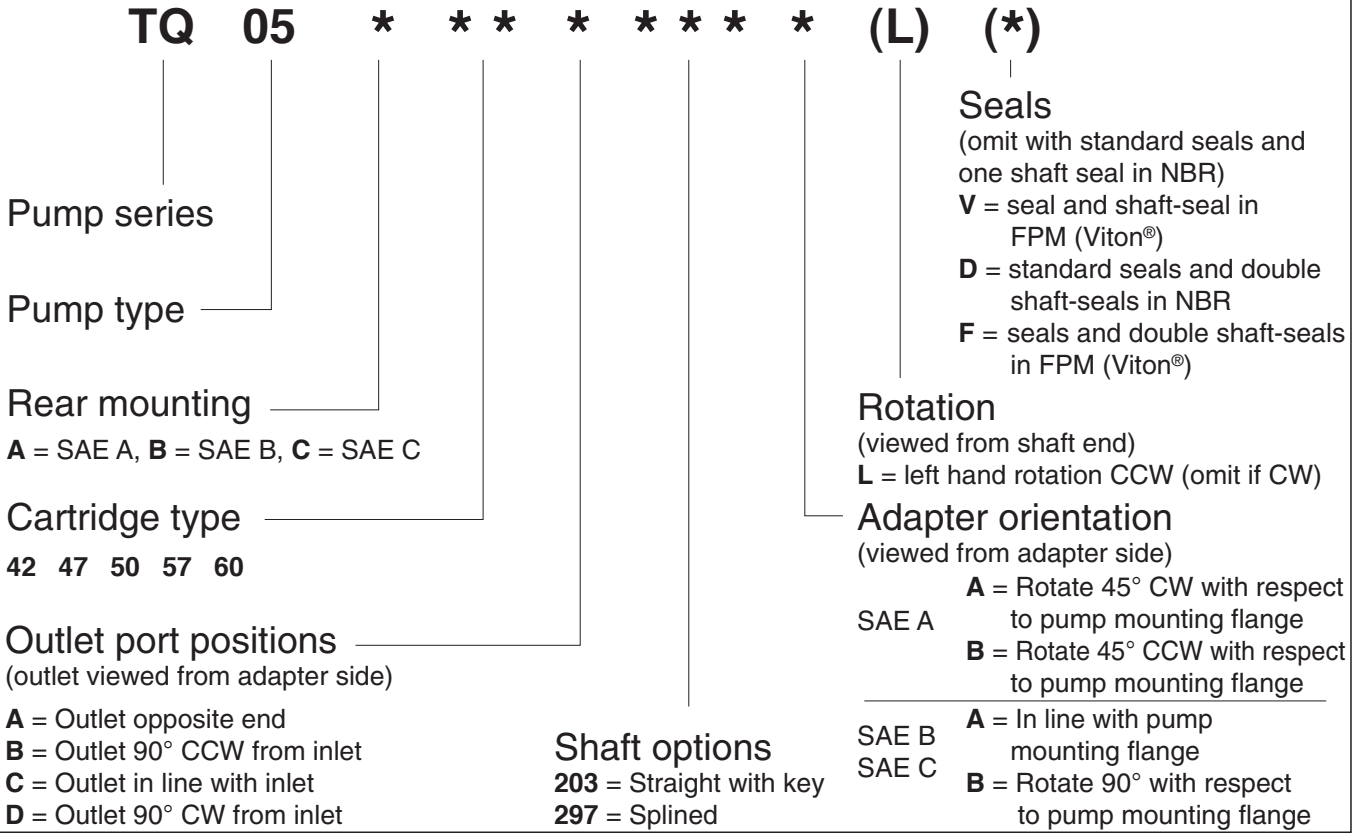 TQ 05 * * * * * * * * (L) (*)
Pump series
Pump type
Rear mounting
A = SAE A, B = SAE B, C = SAE C
Cartridge type
42 47 50 57 60
Outlet port positions
(outlet viewed from adapter side)
A = Outlet opposite end
B = Outlet 90° CCW from inlet
C = Outlet in line with inlet
D = Outlet 90° CW from inlet
Shaft options
203 = Straight with key
297 = Splined
Seals
(omit with standard seals and
one shaft seal in NBR)
V = seal and shaft-seal in
FPM (Viton®)
D = standard seals and double
shaft-seals in NBR
F = seals and double shaft-seals
in FPM (Viton®)
Rotation
(viewed from shaft end)
L = left hand rotation CCW (omit if CW)
Adapter orientation
(viewed from adapter side)
SAE A
A = Rotate 45° CW with respect
to pump mounting flange
B = Rotate 45° CCW with respect
to pump mounting flange
SAE B
SAE C
A = In line with pump
mounting flange
B = Rotate 90° with respect
to pump mounting flange